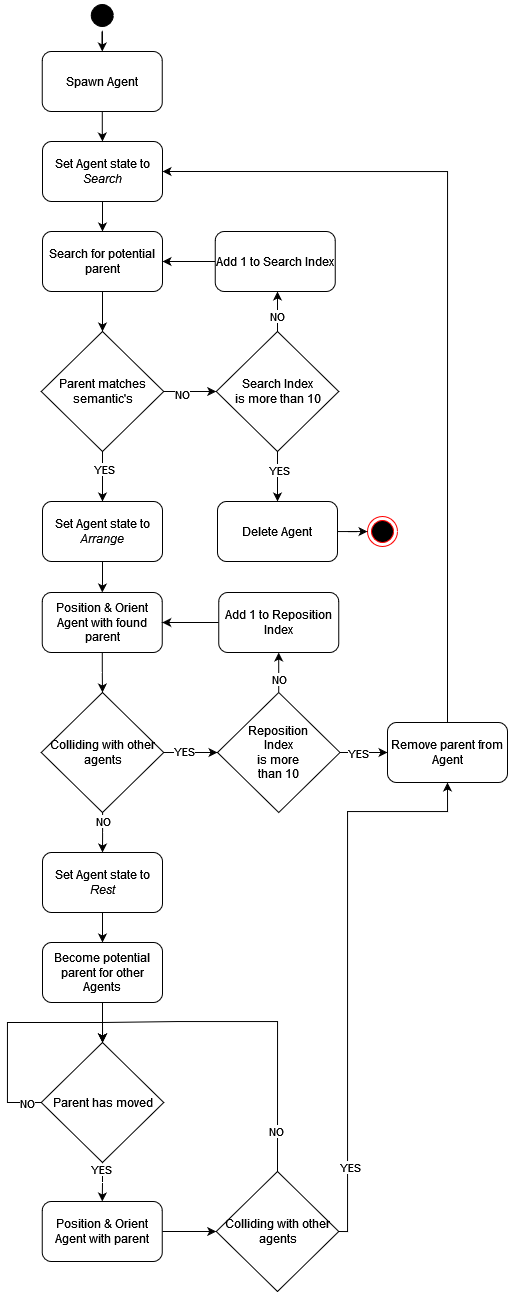 Spawn Agent
Set Agent state to
Search
Search for potential
parent
Add 1 to Search Index
NO
Parent matches
semantic's
NO
Search Index
is more than 10
YES
YES
Set Agent state to
Arrange
Delete Agent
Position & Orient
Agent with found
parent
Add 1 to Reposition
Index
NO
Colliding with other
agents
YES
Reposition
Index
is more
than 10
YES
Remove parent from
Agent
NO
Set Agent state to
Rest
Become potential
parent for other
Agents
NO
Parent has moved
NO
YES
YES
Position & Orient
Agent with parent
Colliding with other
agents